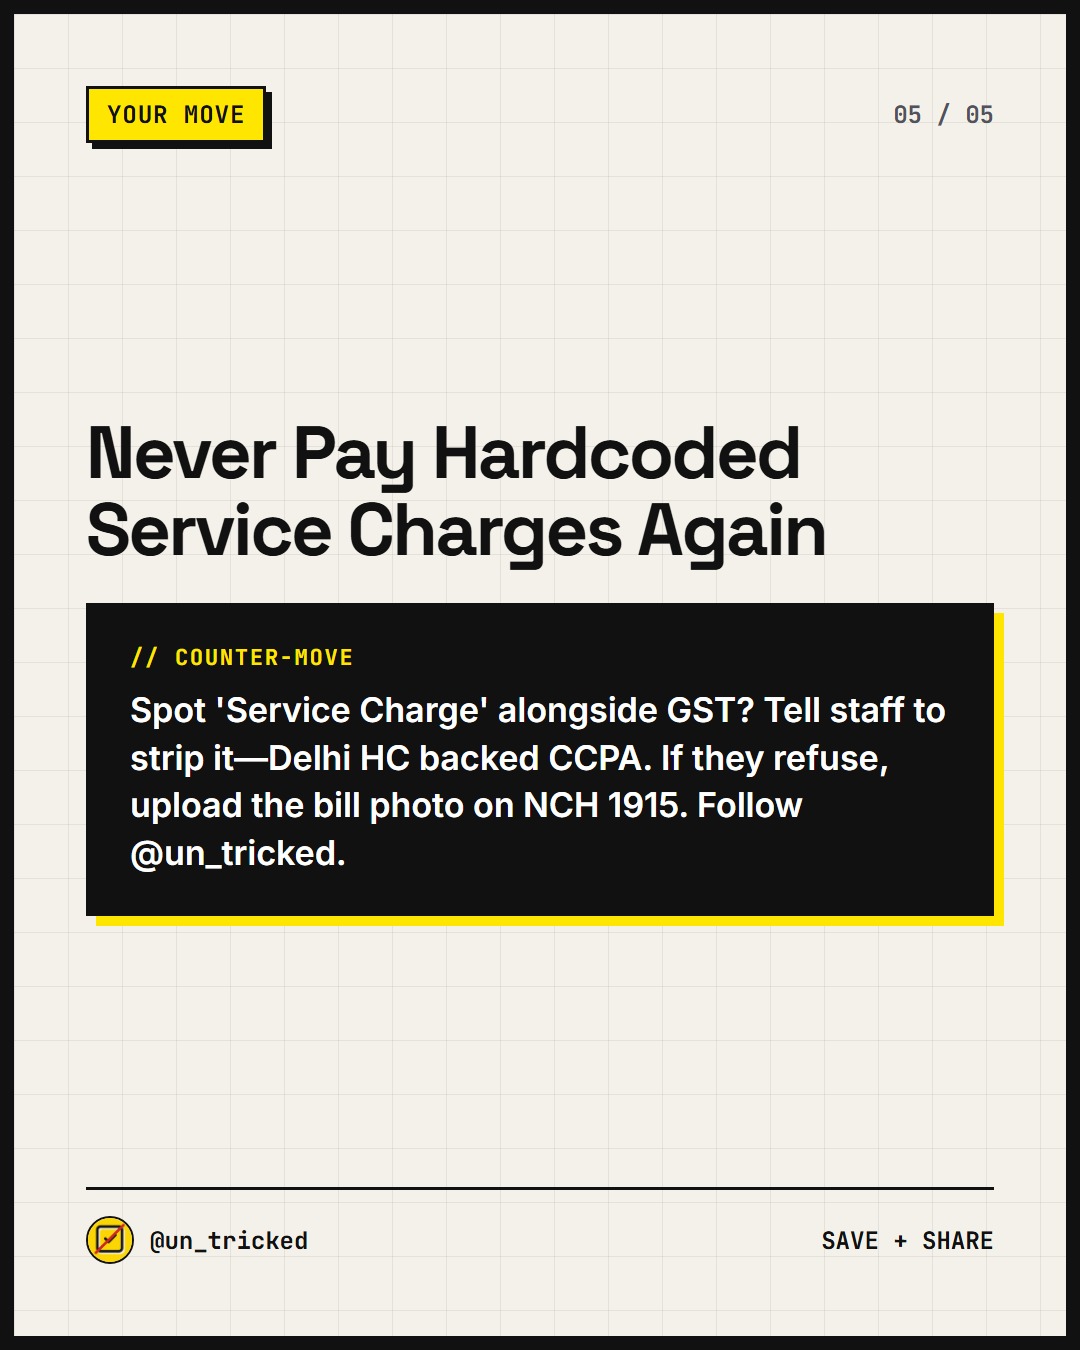 YOUR MOVE
05 / 05
Never Pay Hardcoded
Service Charges Again
// COUNTER-MOVE
Spot 'Service Charge' alongside GST? Tell staff to
strip it—Delhi HC backed CCPA. If they refuse,
upload the bill photo on NCH 1915. Follow
@un_tricked.
@un_tricked
SAVE + SHARE